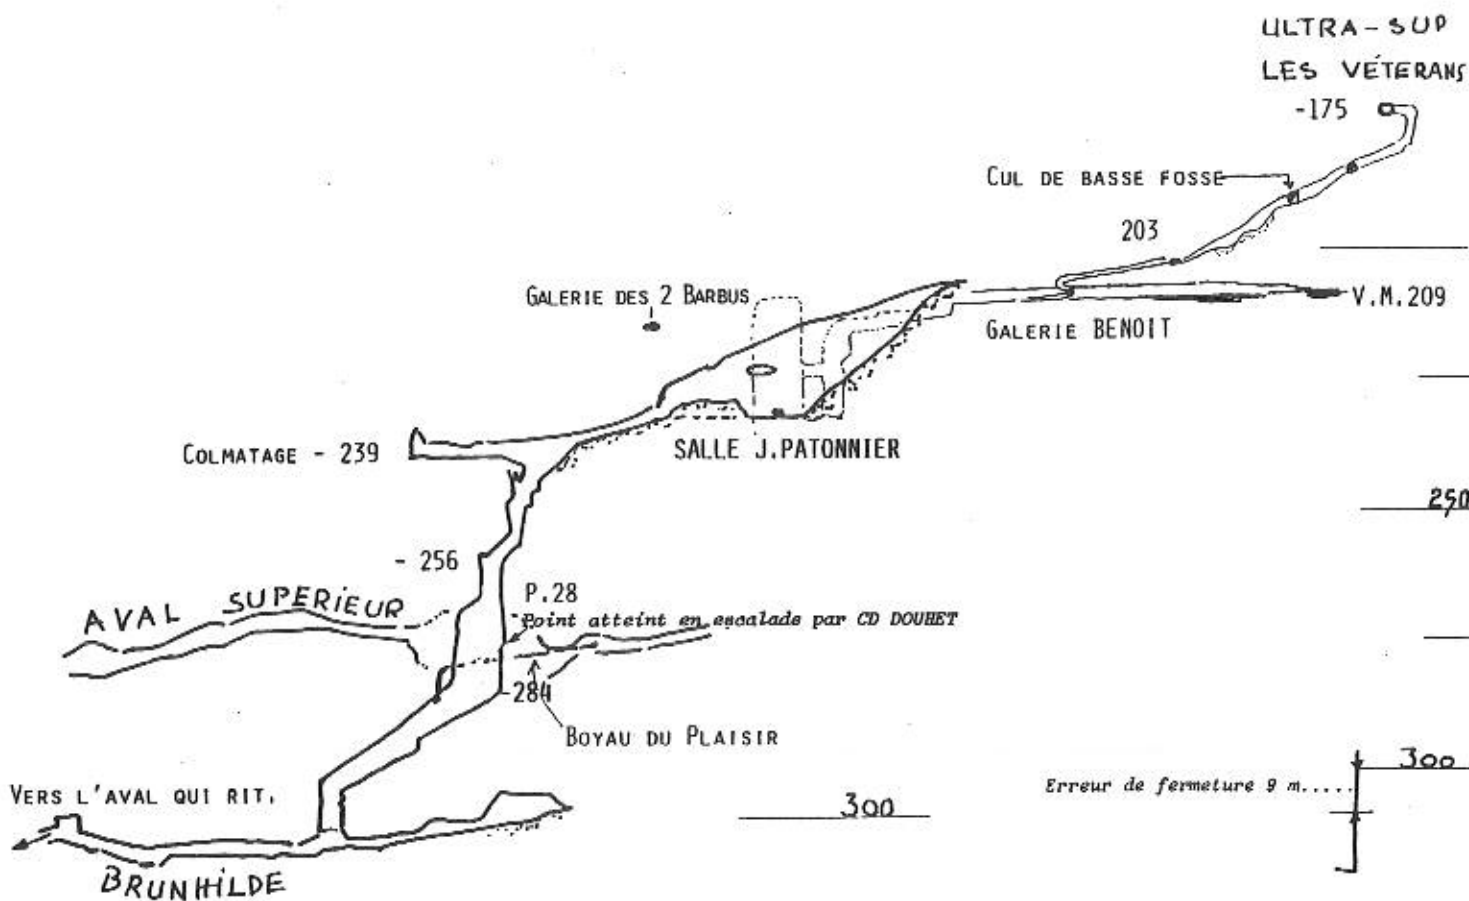 ULTRA-SUP
LES VÉTERANS
-175
CUL DE BASSE FOSSE
203
GALERIE DES 2 BARBUS
V.M.209
GALERIE BENOIT
COLMATAGE - 239
SALLE J.PATONNIER
250
- 256
AVAL SUPERIEUR
P.28
Point atteint en escalade par CD DOUHET
-284
BOYAU DU PLAISIR
300
Erreur de fermeture 9 m.....
VERS L'AVAL QUI RIT.
300
BRUNHILDE